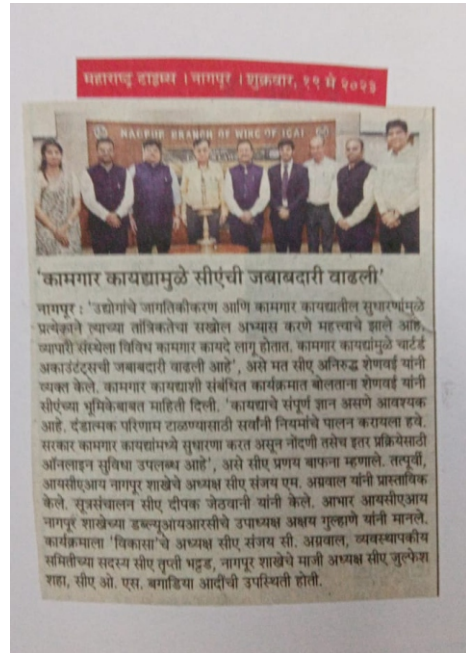 महाराष्ट्र टाइम्स । नागपूर । शुक्रवार, १९ मे २०२३
NAGPUR BRANCH OF WIRC OF ICAI
'कामगार कायद्यामुळे सीएंची जबाबदारी वाढली'
नागपूर : 'उद्योगांचे जागतिकीकरण आणि कामगार कायद्यातील सुधारणांमुळे
प्रत्येकाने त्याच्या तांत्रिकतेचा सखोल अभ्यास करणे महत्त्वाचे झाले आहे.
व्यापारी संस्थेला विविध कामगार कायदे लागू होतात. कामगार कायद्यांमुळे चार्टर्ड
अकाउंटंट्सची जबाबदारी वाढली आहे', असे मत सीए अनिरुद्ध शेणवई यांनी
व्यक्त केले. कामगार कायद्याशी संबंधित कार्यक्रमात बोलताना शेणवई यांनी
सीएंच्या भूमिकेबाबत माहिती दिली. 'कायद्याचे संपूर्ण ज्ञान असणे आवश्यक
आहे. दंडात्मक परिणाम टाळण्यासाठी सर्वांनी नियमांचे पालन करायला हवे.
सरकार कामगार कायद्यांमध्ये सुधारणा करत असून नोंदणी तसेच इतर प्रक्रियेसाठी
ऑनलाइन सुविधा उपलब्ध आहे', असे सीए प्रणय बाफना म्हणाले. तत्पूर्वी,
आयसीएआय नागपूर शाखेचे अध्यक्ष सीए संजय एम. अग्रवाल यांनी प्रास्ताविक
केले. सूत्रसंचालन सीए दीपक जेठवानी यांनी केले. आभार आयसीएआय
नागपूर शाखेच्या डब्ल्यूआयआरसीचे उपाध्यक्ष अक्षय गुल्हाणे यांनी मानले.
कार्यक्रमाला 'विकासा'चे अध्यक्ष सीए संजय सी. अग्रवाल, व्यवस्थापकीय
समितीच्या सदस्य सीए तृप्ती भट्टड, नागपूर शाखेचे माजी अध्यक्ष सीए जुल्फेश
शहा, सीए ओ. एस. बगाडिया आदींची उपस्थिती होती.